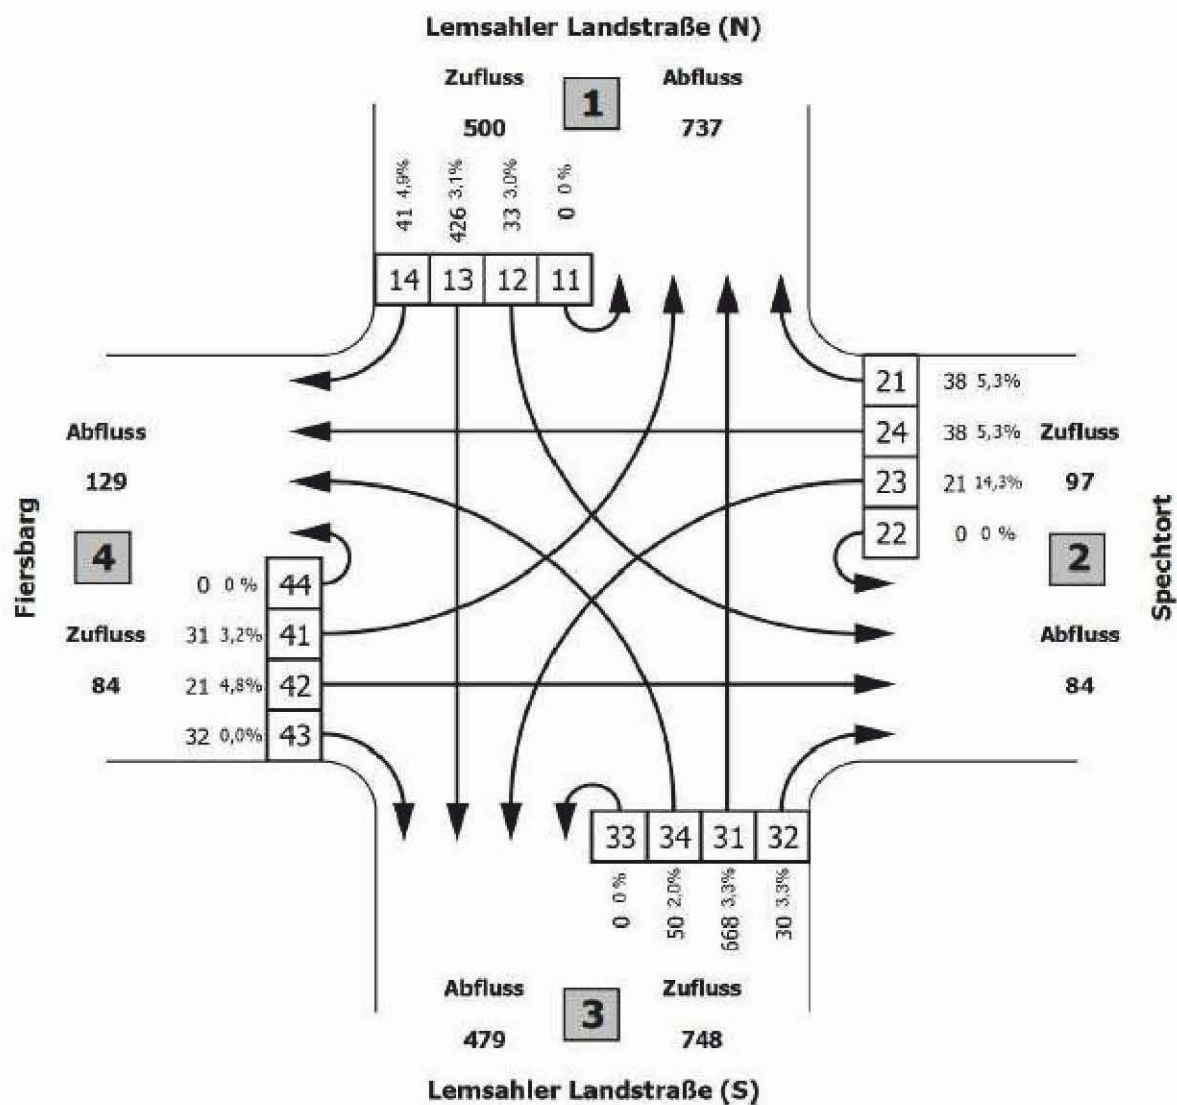 Lemsahler Landstraße (N)
Zufluss
1
Abfluss
500
737
41 4,9%
426 3,1%
33 3,0%
0 0 %
14
13
12
11
21
38 5,3%
24
38 5,3%
Zufluss
23
21 14,3%
97
22
0 0 %
2
Spechtort
Abfluss
84
Abfluss
129
Fiersbarg
4
0 0 %
44
Zufluss
31 3,2%
41
84
21 4,8%
42
32 0,0%
43
33
34
31
32
0 0 %
50 2,0%
668 3,3%
30 3,3%
Abfluss
3
Zufluss
479
748
Lemsahler Landstraße (S)